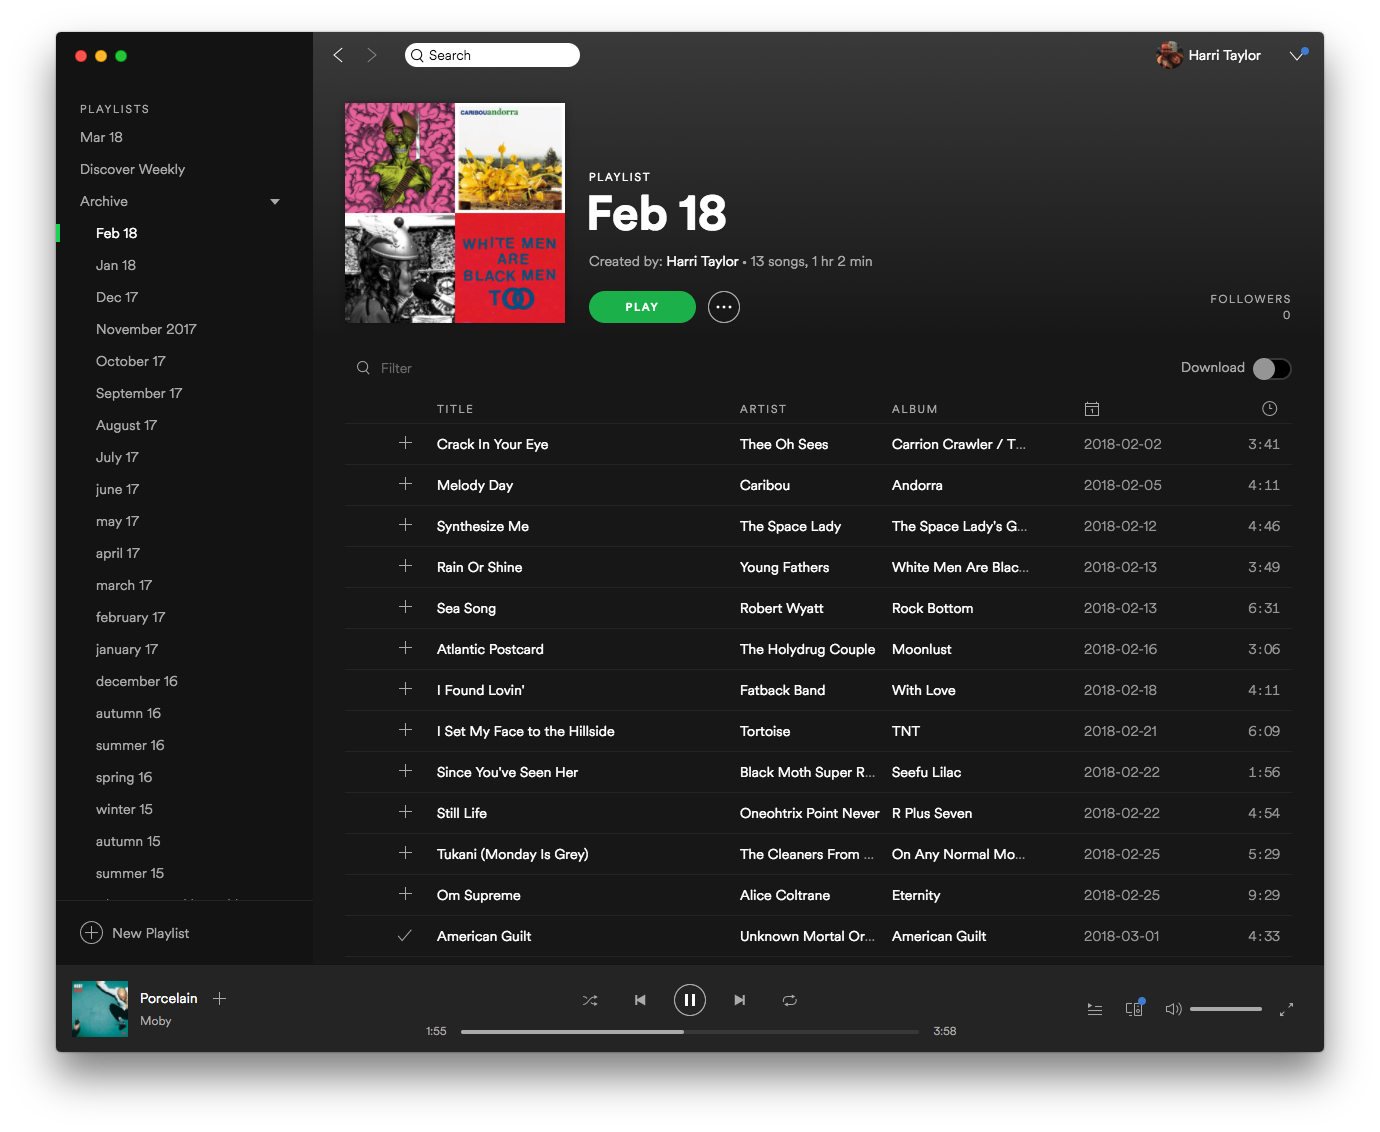 Search
Harri Taylor
PLAYLISTS
Mar 18
Discover Weekly
Archive
Feb 18
Jan 18
Dec 17
November 2017
October 17
September 17
August 17
July 17
june 17
may 17
april 17
march 17
february 17
january 17
december 16
autumn 16
summer 16
spring 16
winter 15
autumn 15
summer 15
New Playlist
CARIBOU andorra
WHITE MEN
ARE
BLACK MEN
TOO
PLAYLIST
Feb 18
Created by: Harri Taylor • 13 songs, 1 hr 2 min
PLAY
FOLLOWERS
0
Filter
Download
TITLE ARTIST ALBUM
Crack In Your Eye Thee Oh Sees Carrion Crawler / T... 2018-02-02 3:41
Melody Day Caribou Andorra 2018-02-05 4:11
Synthesize Me The Space Lady The Space Lady's G... 2018-02-12 4:46
Rain Or Shine Young Fathers White Men Are Blac... 2018-02-13 3:49
Sea Song Robert Wyatt Rock Bottom 2018-02-13 6:31
Atlantic Postcard The Holydrug Couple Moonlust 2018-02-16 3:06
I Found Lovin' Fatback Band With Love 2018-02-18 4:11
I Set My Face to the Hillside Tortoise TNT 2018-02-21 6:09
Since You've Seen Her Black Moth Super R... Seefu Lilac 2018-02-22 1:56
Still Life Oneohtrix Point Never R Plus Seven 2018-02-22 4:54
Tukani (Monday Is Grey) The Cleaners From ... On Any Normal Mo... 2018-02-25 5:29
Om Supreme Alice Coltrane Eternity 2018-02-25 9:29
American Guilt Unknown Mortal Or... American Guilt 2018-03-01 4:33
Porcelain
Moby
1:55
3:58